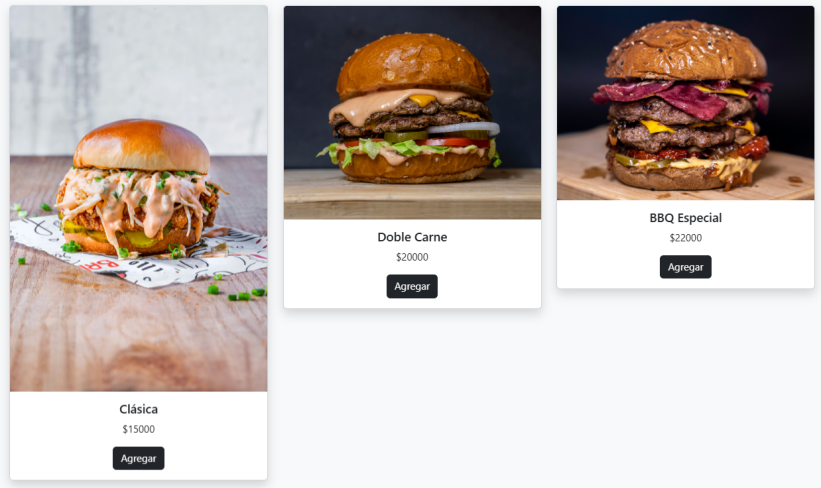 Clásica
$15000
Agregar
Doble Carne
$20000
Agregar
BBQ Especial
$22000
Agregar